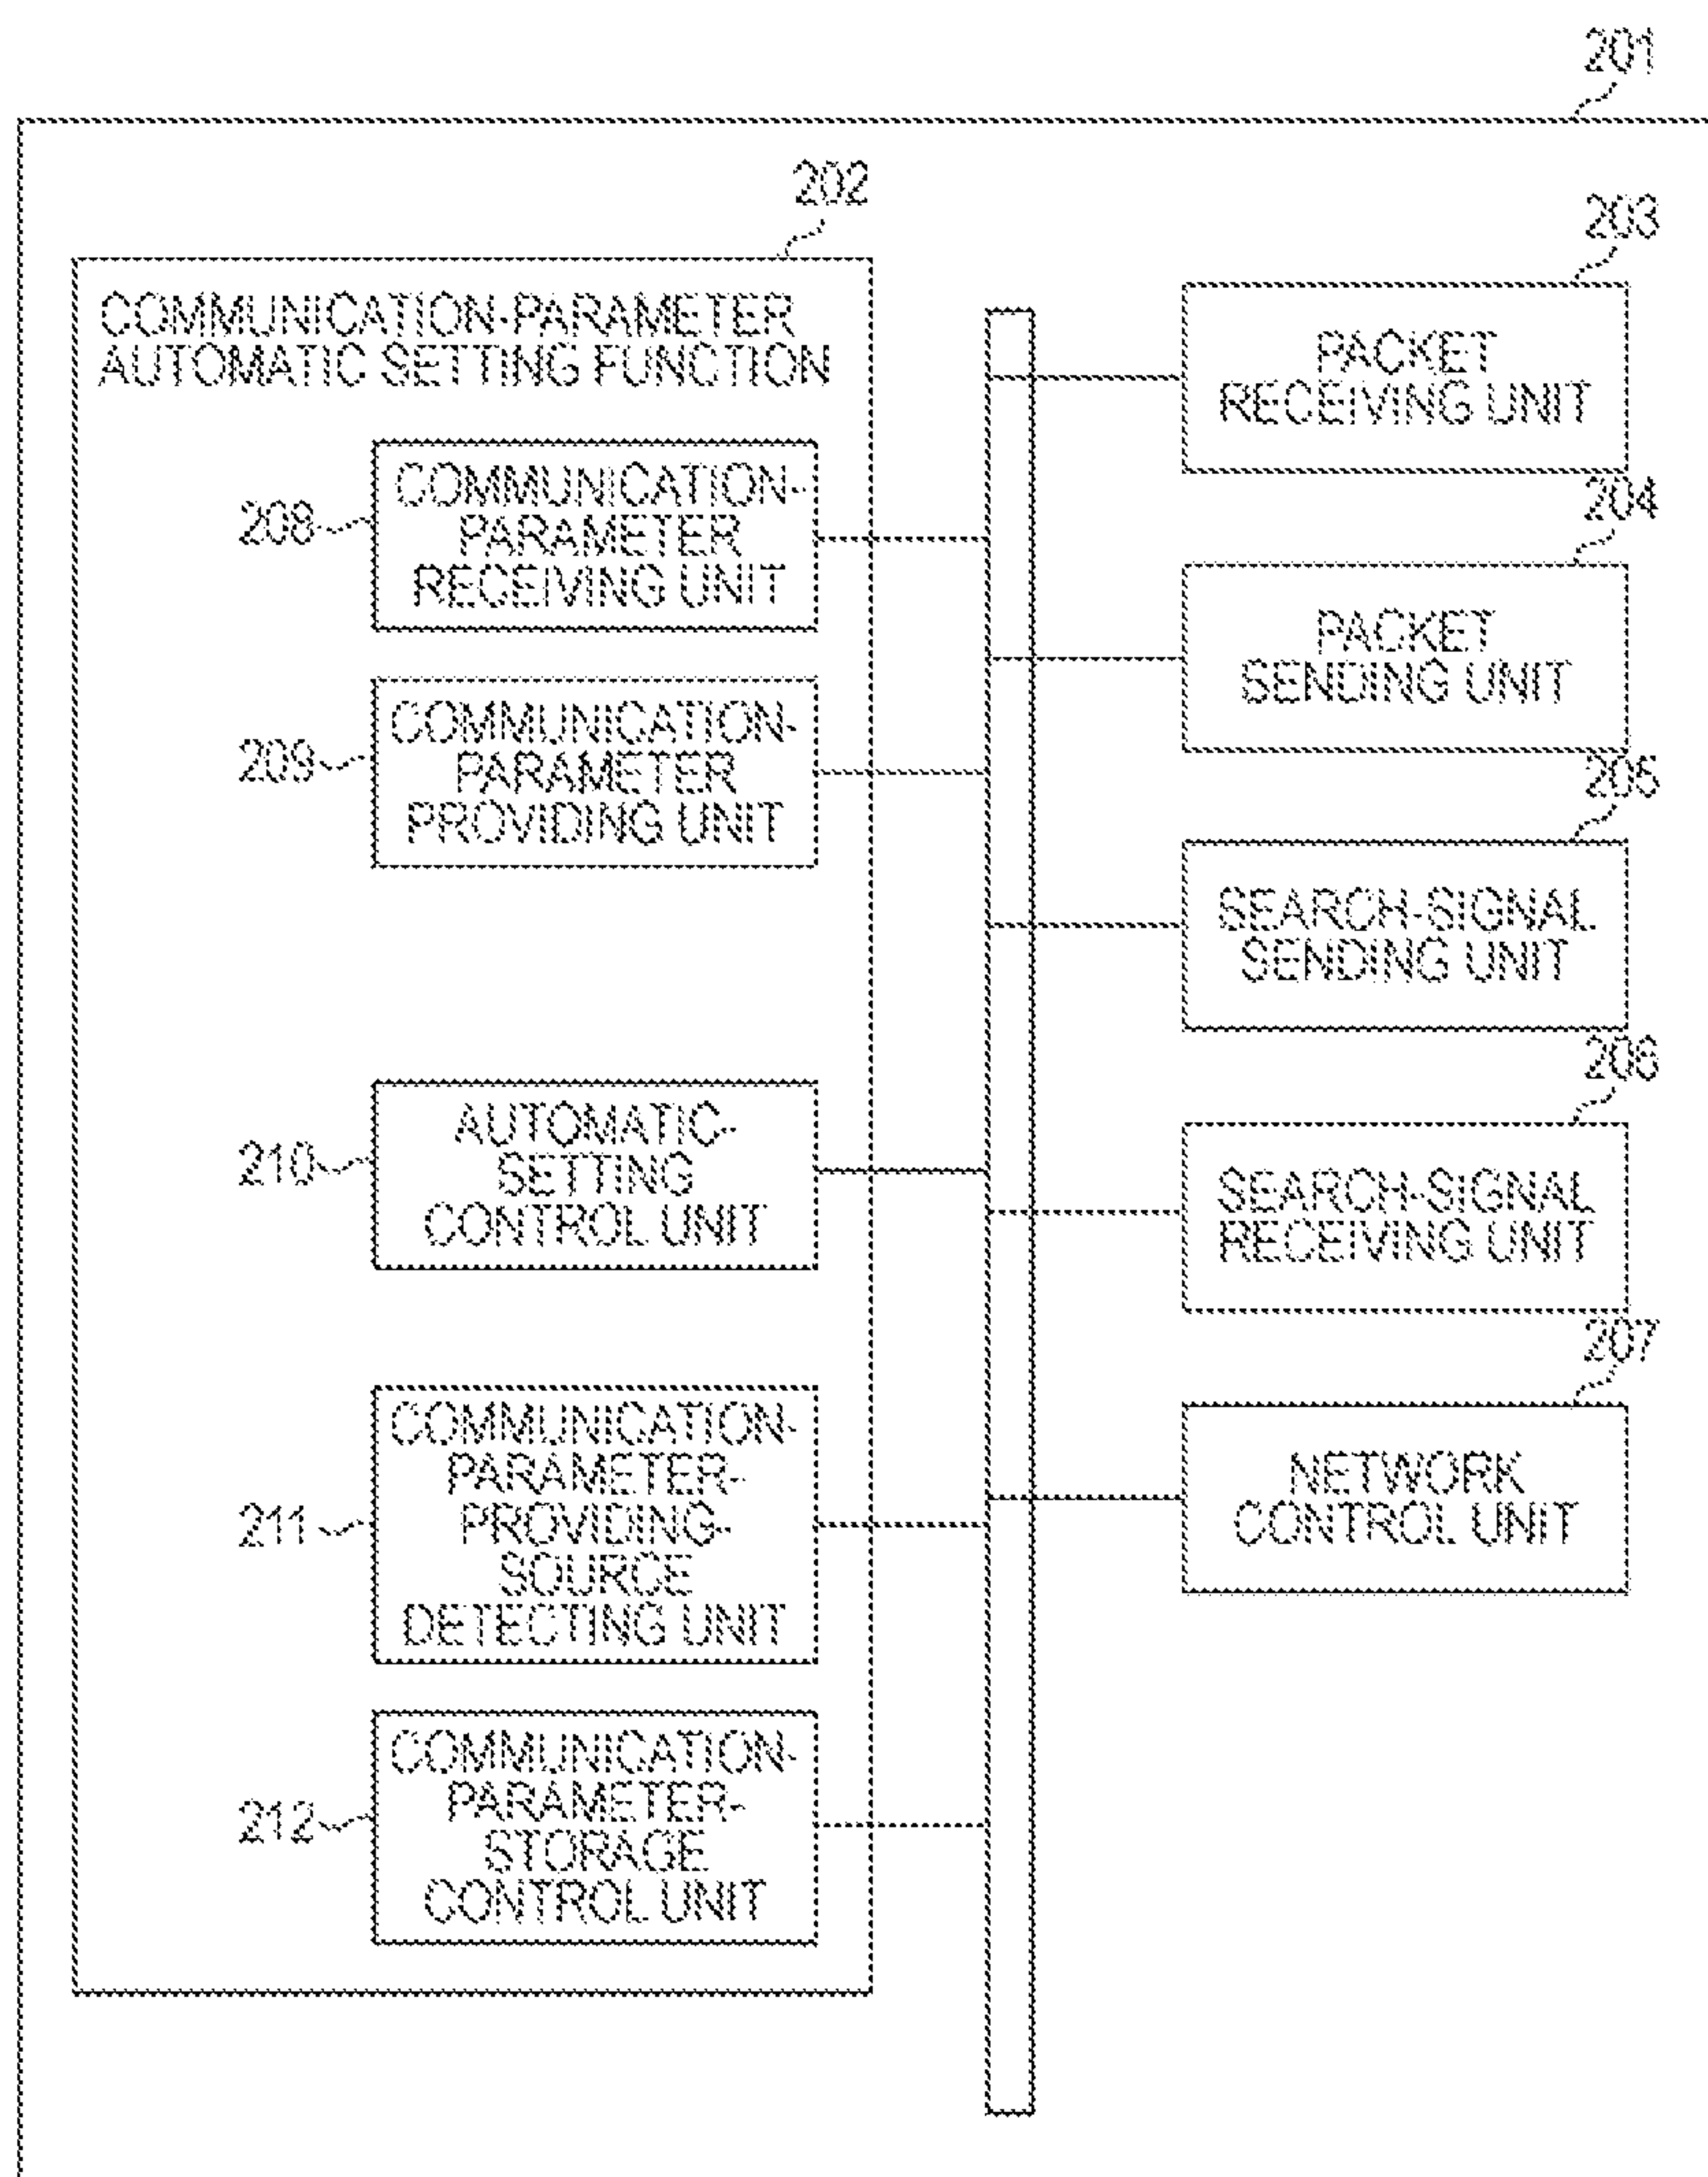 201
202
COMMUNICATION-PARAMETER
AUTOMATIC SETTING FUNCTION
208
COMMUNICATION-
PARAMETER
RECEIVING UNIT
209
COMMUNICATION-
PARAMETER
PROVIDING UNIT
210
AUTOMATIC-
SETTING
CONTROL UNIT
211
COMMUNICATION-
PARAMETER-
PROVIDING-
SOURCE
DETECTING UNIT
212
COMMUNICATION-
PARAMETER-
STORAGE
CONTROL UNIT
203
PACKET
RECEIVING UNIT
204
PACKET
SENDING UNIT
205
SEARCH-SIGNAL
SENDING UNIT
206
SEARCH-SIGNAL
RECEIVING UNIT
207
NETWORK
CONTROL UNIT